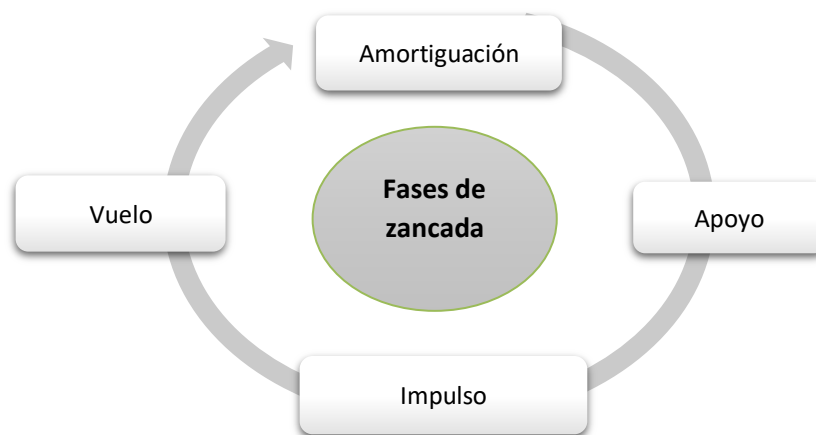 Amortiguación
Fases de
zancada
Vuelo
Apoyo
Impulso